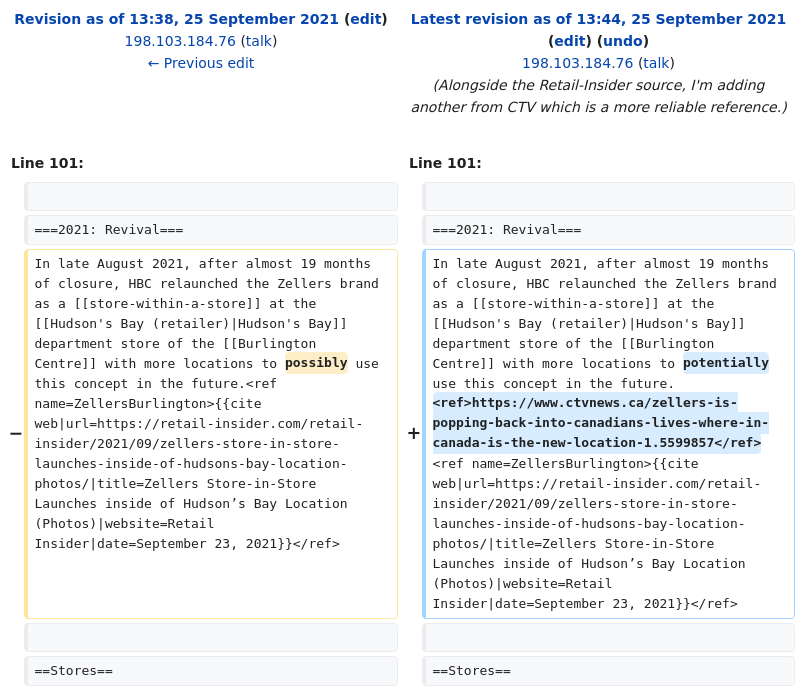 Revision as of 13:38, 25 September 2021 (edit)
198.103.184.76 (talk)
← Previous edit
Latest revision as of 13:44, 25 September 2021
(edit) (undo)
198.103.184.76 (talk)
(Alongside the Retail-Insider source, I'm adding
another from CTV which is a more reliable reference.)
Line 101:
Line 101:
===2021: Revival===
===2021: Revival===
−
In late August 2021, after almost 19 months
of closure, HBC relaunched the Zellers brand
as a [[store-within-a-store]] at the
[[Hudson's Bay (retailer)|Hudson's Bay]]
department store of the [[Burlington
Centre]] with more locations to possibly use
this concept in the future.<ref
name=ZellersBurlington>{{cite
web|url=https://retail-insider.com/retail-
insider/2021/09/zellers-store-in-store-
launches-inside-of-hudsons-bay-location-
photos/|title=Zellers Store-in-Store
Launches inside of Hudson’s Bay Location
(Photos)|website=Retail
Insider|date=September 23, 2021}}</ref>
+
In late August 2021, after almost 19 months
of closure, HBC relaunched the Zellers brand
as a [[store-within-a-store]] at the
[[Hudson's Bay (retailer)|Hudson's Bay]]
department store of the [[Burlington
Centre]] with more locations to potentially
use this concept in the future.
<ref>https://www.ctvnews.ca/zellers-is-
popping-back-into-canadians-lives-where-in-
canada-is-the-new-location-1.5599857</ref>
<ref name=ZellersBurlington>{{cite
web|url=https://retail-insider.com/retail-
insider/2021/09/zellers-store-in-store-
launches-inside-of-hudsons-bay-location-
photos/|title=Zellers Store-in-Store
Launches inside of Hudson’s Bay Location
(Photos)|website=Retail
Insider|date=September 23, 2021}}</ref>
==Stores==
==Stores==